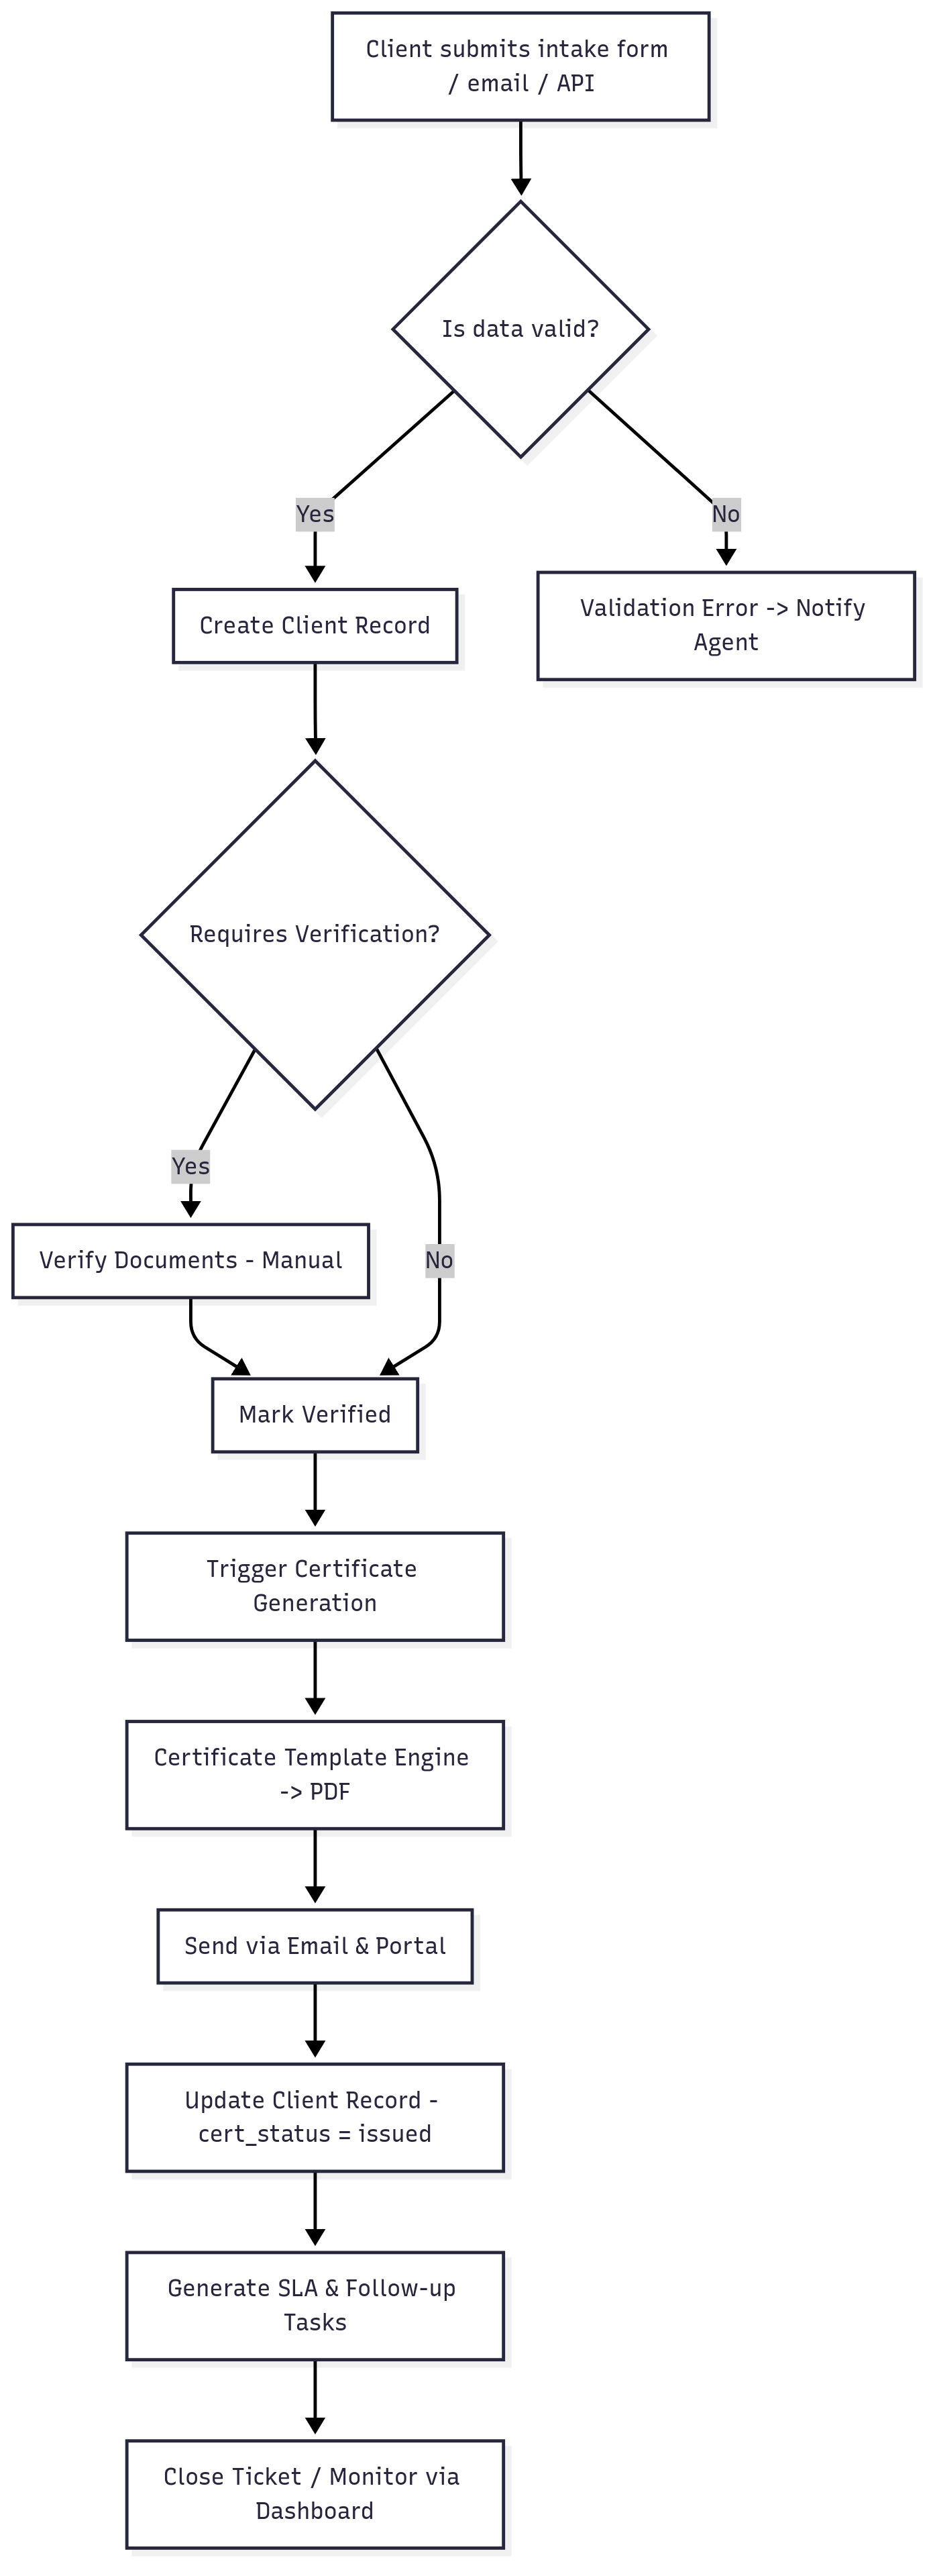 Client submits intake form
/ email / API
Is data valid?
Yes
No
Create Client Record
Validation Error -> Notify
Agent
Requires Verification?
Yes
Verify Documents - Manual
No
Mark Verified
Trigger Certificate
Generation
Certificate Template Engine
-> PDF
Send via Email & Portal
Update Client Record -
cert_status = issued
Generate SLA & Follow-up
Tasks
Close Ticket / Monitor via
Dashboard